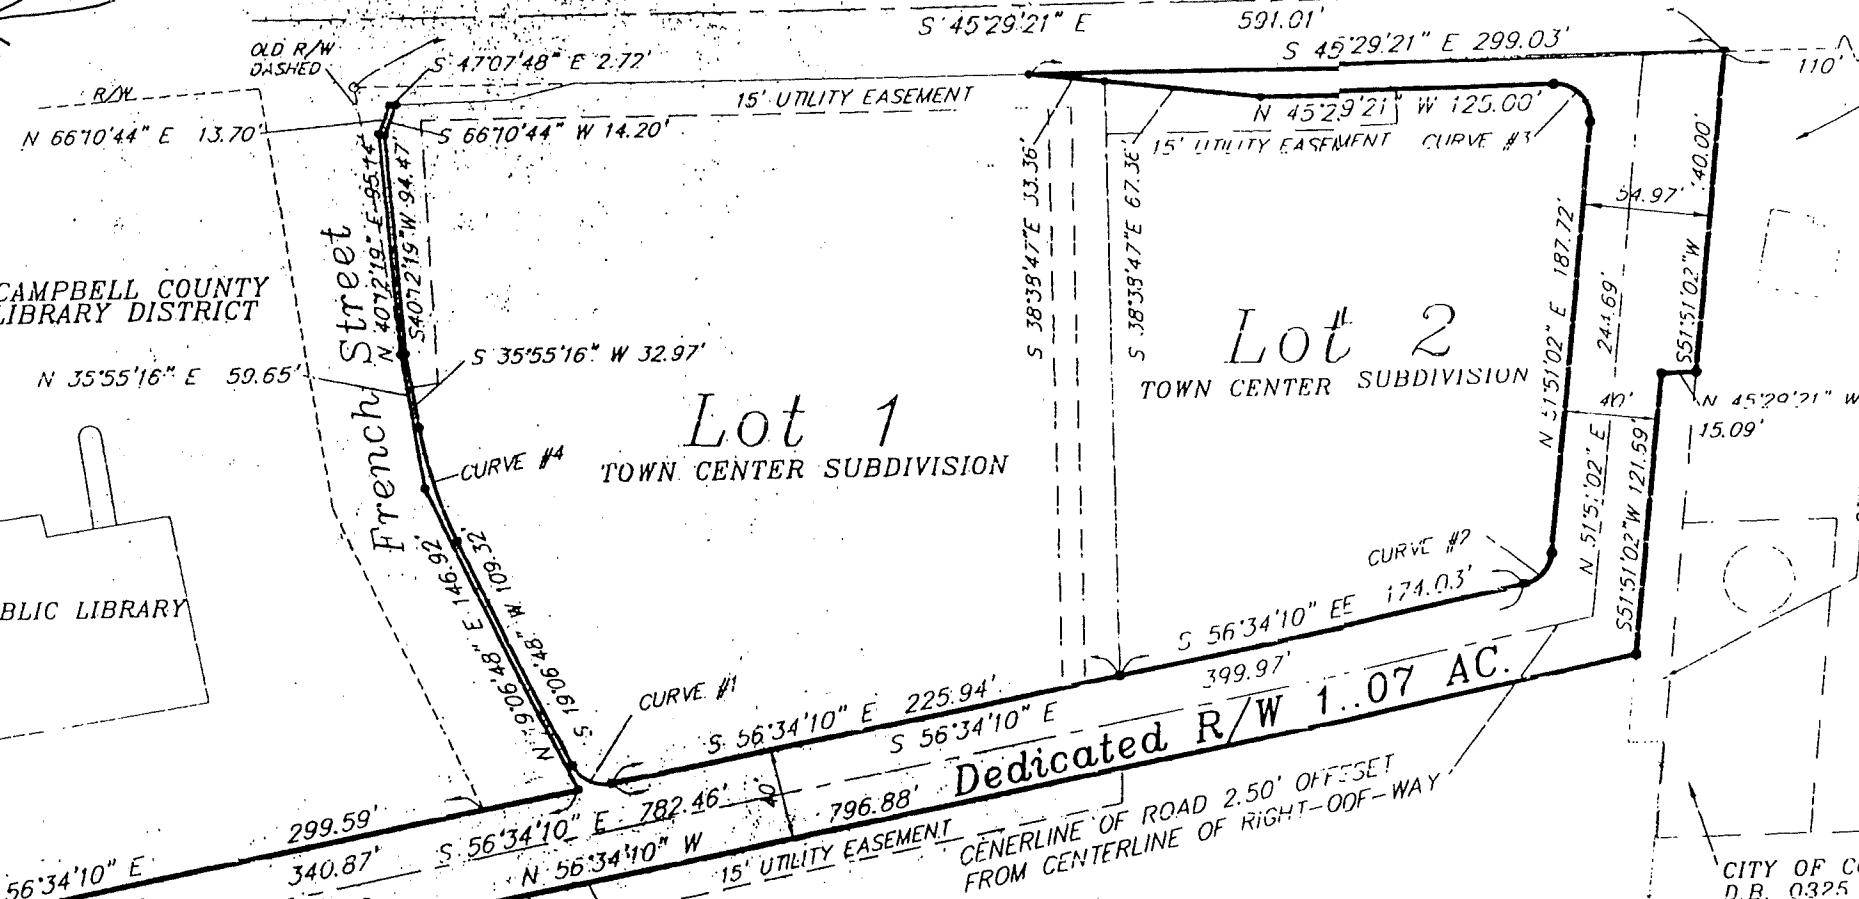 S 45°29'21" E 591.01'
S 45°29'21" E 299.03'
OLD R/W
DASHED
S 47°07'48" E 2.72'
110'
R/W
15' UTILITY EASEMENT
N 45°29'21" W 125.00'
N 66°10'44" E 13.70'
S 66°10'44" W 14.20'
15' UTILITY EASEMENT
CURVE #3
N 40°12'19" E 95.14'
S40°12'19"W 94.47'
S 38°38'47"E 33.36'
S 38°38'47"E 67.36'
54.97'
140.00'
S51°51'02"W
N 51°51'02" E 187.72'
244.69'
N 51°51'02" E
CAMPBELL COUNTY
LIBRARY DISTRICT
French Street
S 35°55'16" W 32.97'
N 35°55'16" E 59.65'
Lot 2
TOWN CENTER SUBDIVISION
Lot 1
TOWN CENTER SUBDIVISION
40'
N 45°29'21" W
15.09'
S51°51'02"W 121.59'
CURVE #4
CURVE #2
BLIC LIBRARY
N 19°06'48" E 146.92'
S 19°06'48" W 109.32'
CURVE #1
S 56°34'10" E 225.94'
S 56°34'10" EE 174.03'
S 56°34'10" E 399.97'
Dedicated R/W 1..07 AC.
299.59'
56°34'10" E 340.87'
S 56°34'10" E 782.46'
40'
N 56°34'10" W 796.88'
15' UTILITY EASEMENT
CENERLINE OF ROAD 2.50' OFFSET
FROM CENTERLINE OF RIGHT-OOF-WAY
CITY OF C
D.B. 0325